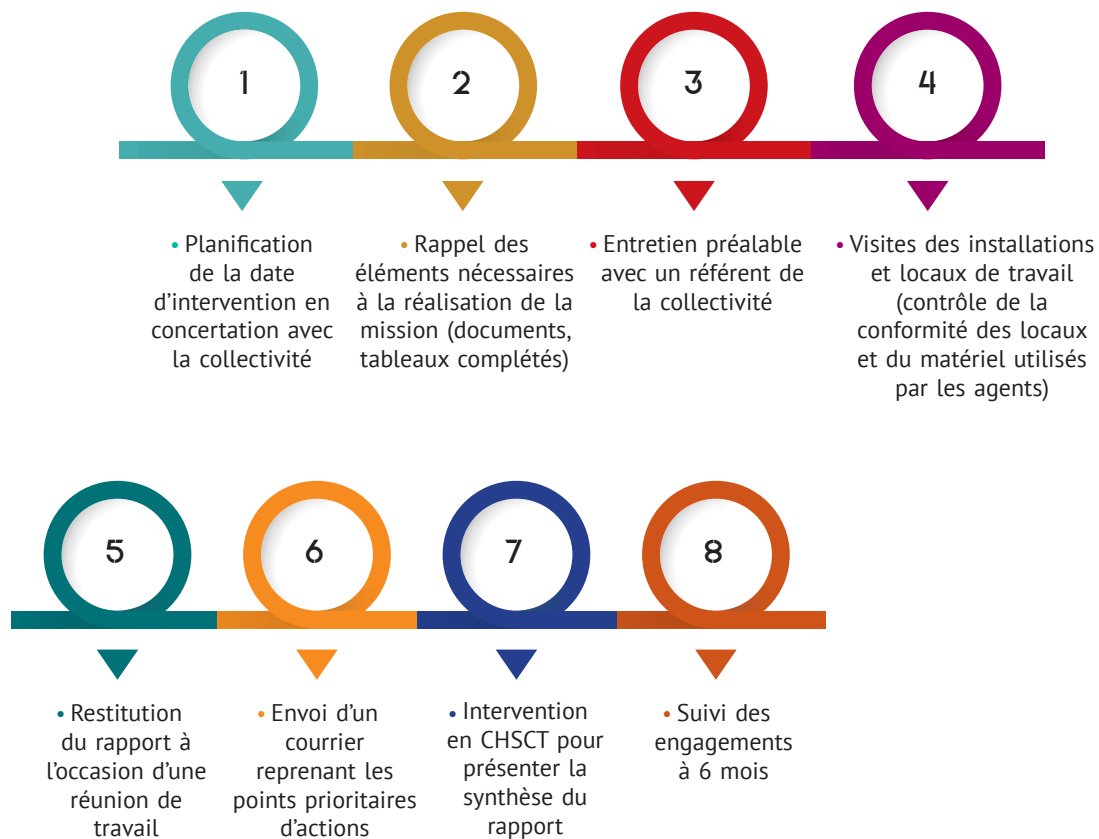 1
2
3
4
• Planification
de la date
d’intervention en
concertation avec
la collectivité
• Rappel des
éléments nécessaires
à la réalisation de la
mission (documents,
tableaux complétés)
• Entretien préalable
avec un référent de
la collectivité
• Visites des installations
et locaux de travail
(contrôle de la
conformité des locaux
et du matériel utilisés
par les agents)
5
6
7
8
• Restitution
du rapport à
l’occasion d’une
réunion de
travail
• Envoi d’un
courrier
reprenant les
points prioritaires
d’actions
• Intervention
en CHSCT pour
présenter la
synthèse du
rapport
• Suivi des
engagements
à 6 mois